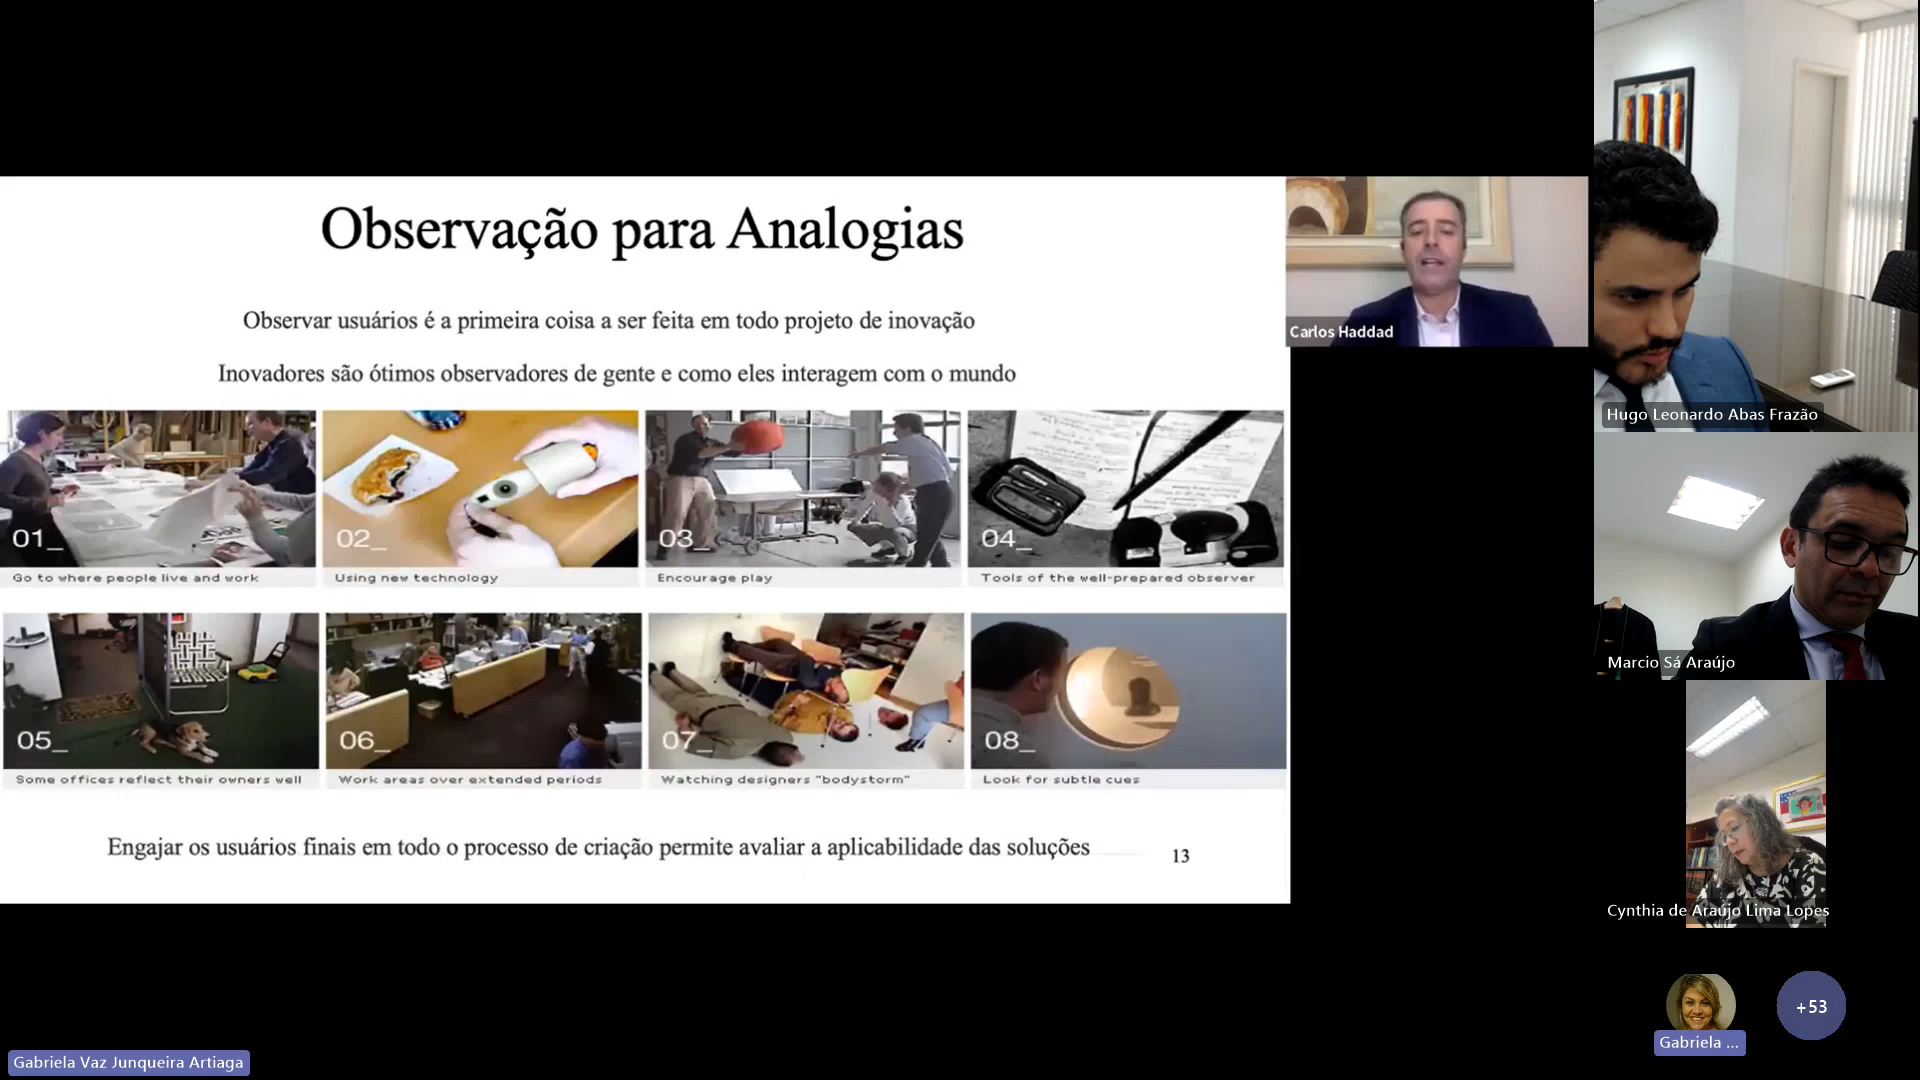 Observação para Analogias
Observar usuários é a primeira coisa a ser feita em todo projeto de inovação
Inovadores são ótimos observadores de gente e como eles interagem com o mundo
01_
Go to where people live and work
02_
Using new technology
03_
Encourage play
04_
Tools of the well-prepared observer
05_
Some offices reflect their owners well
06_
Work areas over extended periods
07_
Watching designers "bodystorm"
08_
Look for subtle cues
Engajar os usuários finais em todo o processo de criação permite avaliar a aplicabilidade das soluções
13
Carlos Haddad
Hugo Leonardo Abas Frazão
Marcio Sá Araújo
Cynthia de Araújo Lima Lopes
Gabriela ...
+53
Gabriela Vaz Junqueira Artiaga